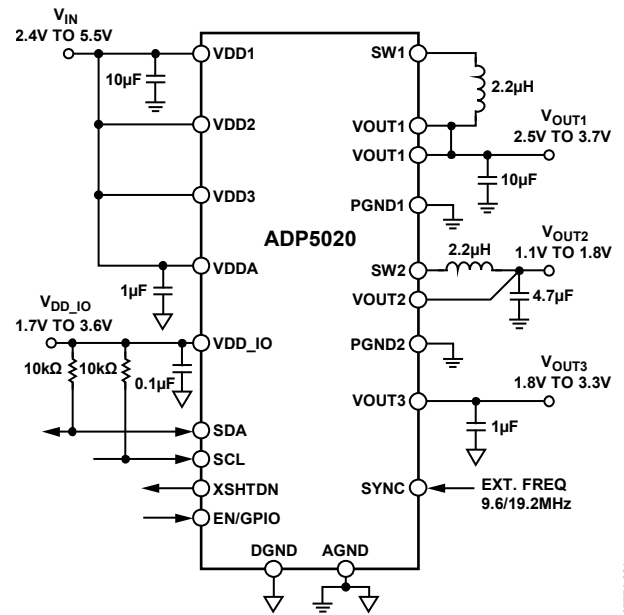 VIN
2.4V TO 5.5V
10µF
VDD1
VDD2
VDD3
VDDA
1µF
VDD_IO
1.7V TO 3.6V
10kΩ
10kΩ
0.1µF
VDD_IO
SDA
SCL
XSHTDN
EN/GPIO
ADP5020
DGND
AGND
SW1
2.2µH
VOUT1
VOUT1
VOUT1
2.5V TO 3.7V
10µF
PGND1
SW2
2.2µH
VOUT2
1.1V TO 1.8V
VOUT2
4.7µF
PGND2
VOUT3
VOUT3
1.8V TO 3.3V
1µF
SYNC
EXT. FREQ
9.6/19.2MHz